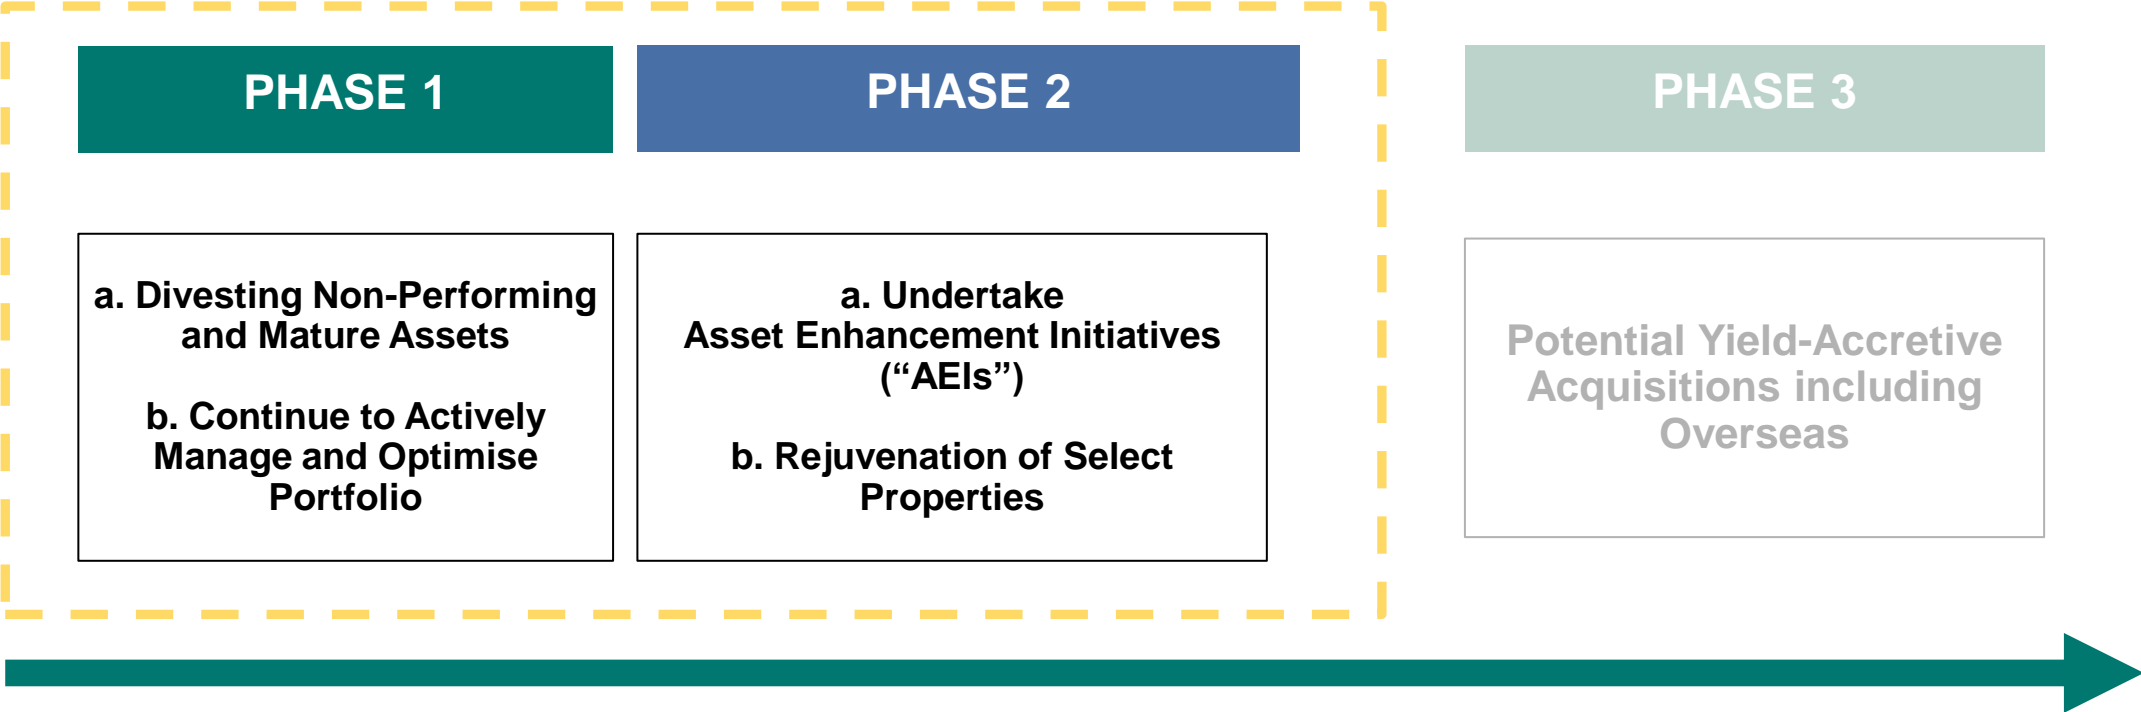 PHASE 1
PHASE 2
PHASE 3
a. Divesting Non-Performing
and Mature Assets
b. Continue to Actively
Manage and Optimise
Portfolio
a. Undertake
Asset Enhancement Initiatives
(“AEIs”)
b. Rejuvenation of Select
Properties
Potential Yield-Accretive
Acquisitions including
Overseas